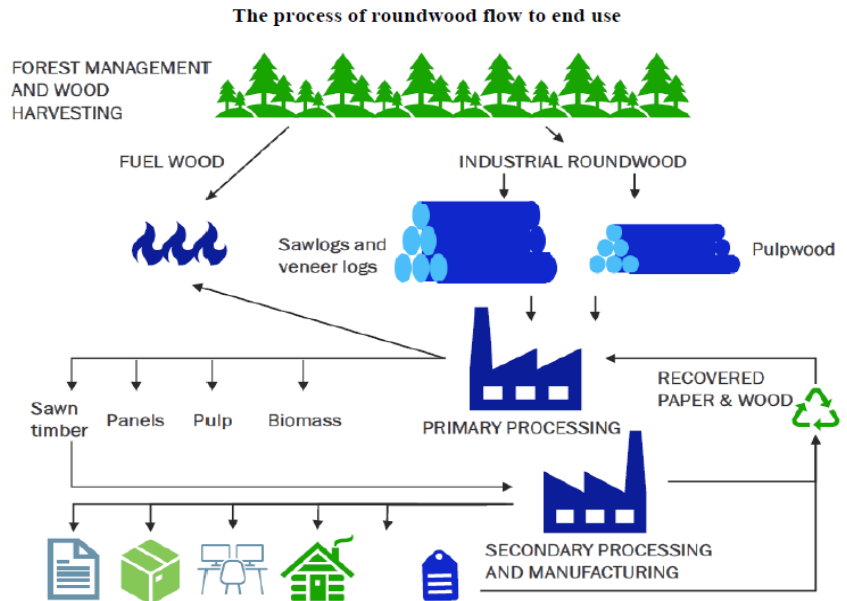 The process of roundwood flow to end use
FOREST MANAGEMENT
AND WOOD
HARVESTING
FUEL WOOD
INDUSTRIAL ROUNDWOOD
Sawlogs and
veneer logs
Pulpwood
RECOVERED
PAPER & WOOD
Sawn
timber
Panels
Pulp
Biomass
PRIMARY PROCESSING
SECONDARY PROCESSING
AND MANUFACTURING